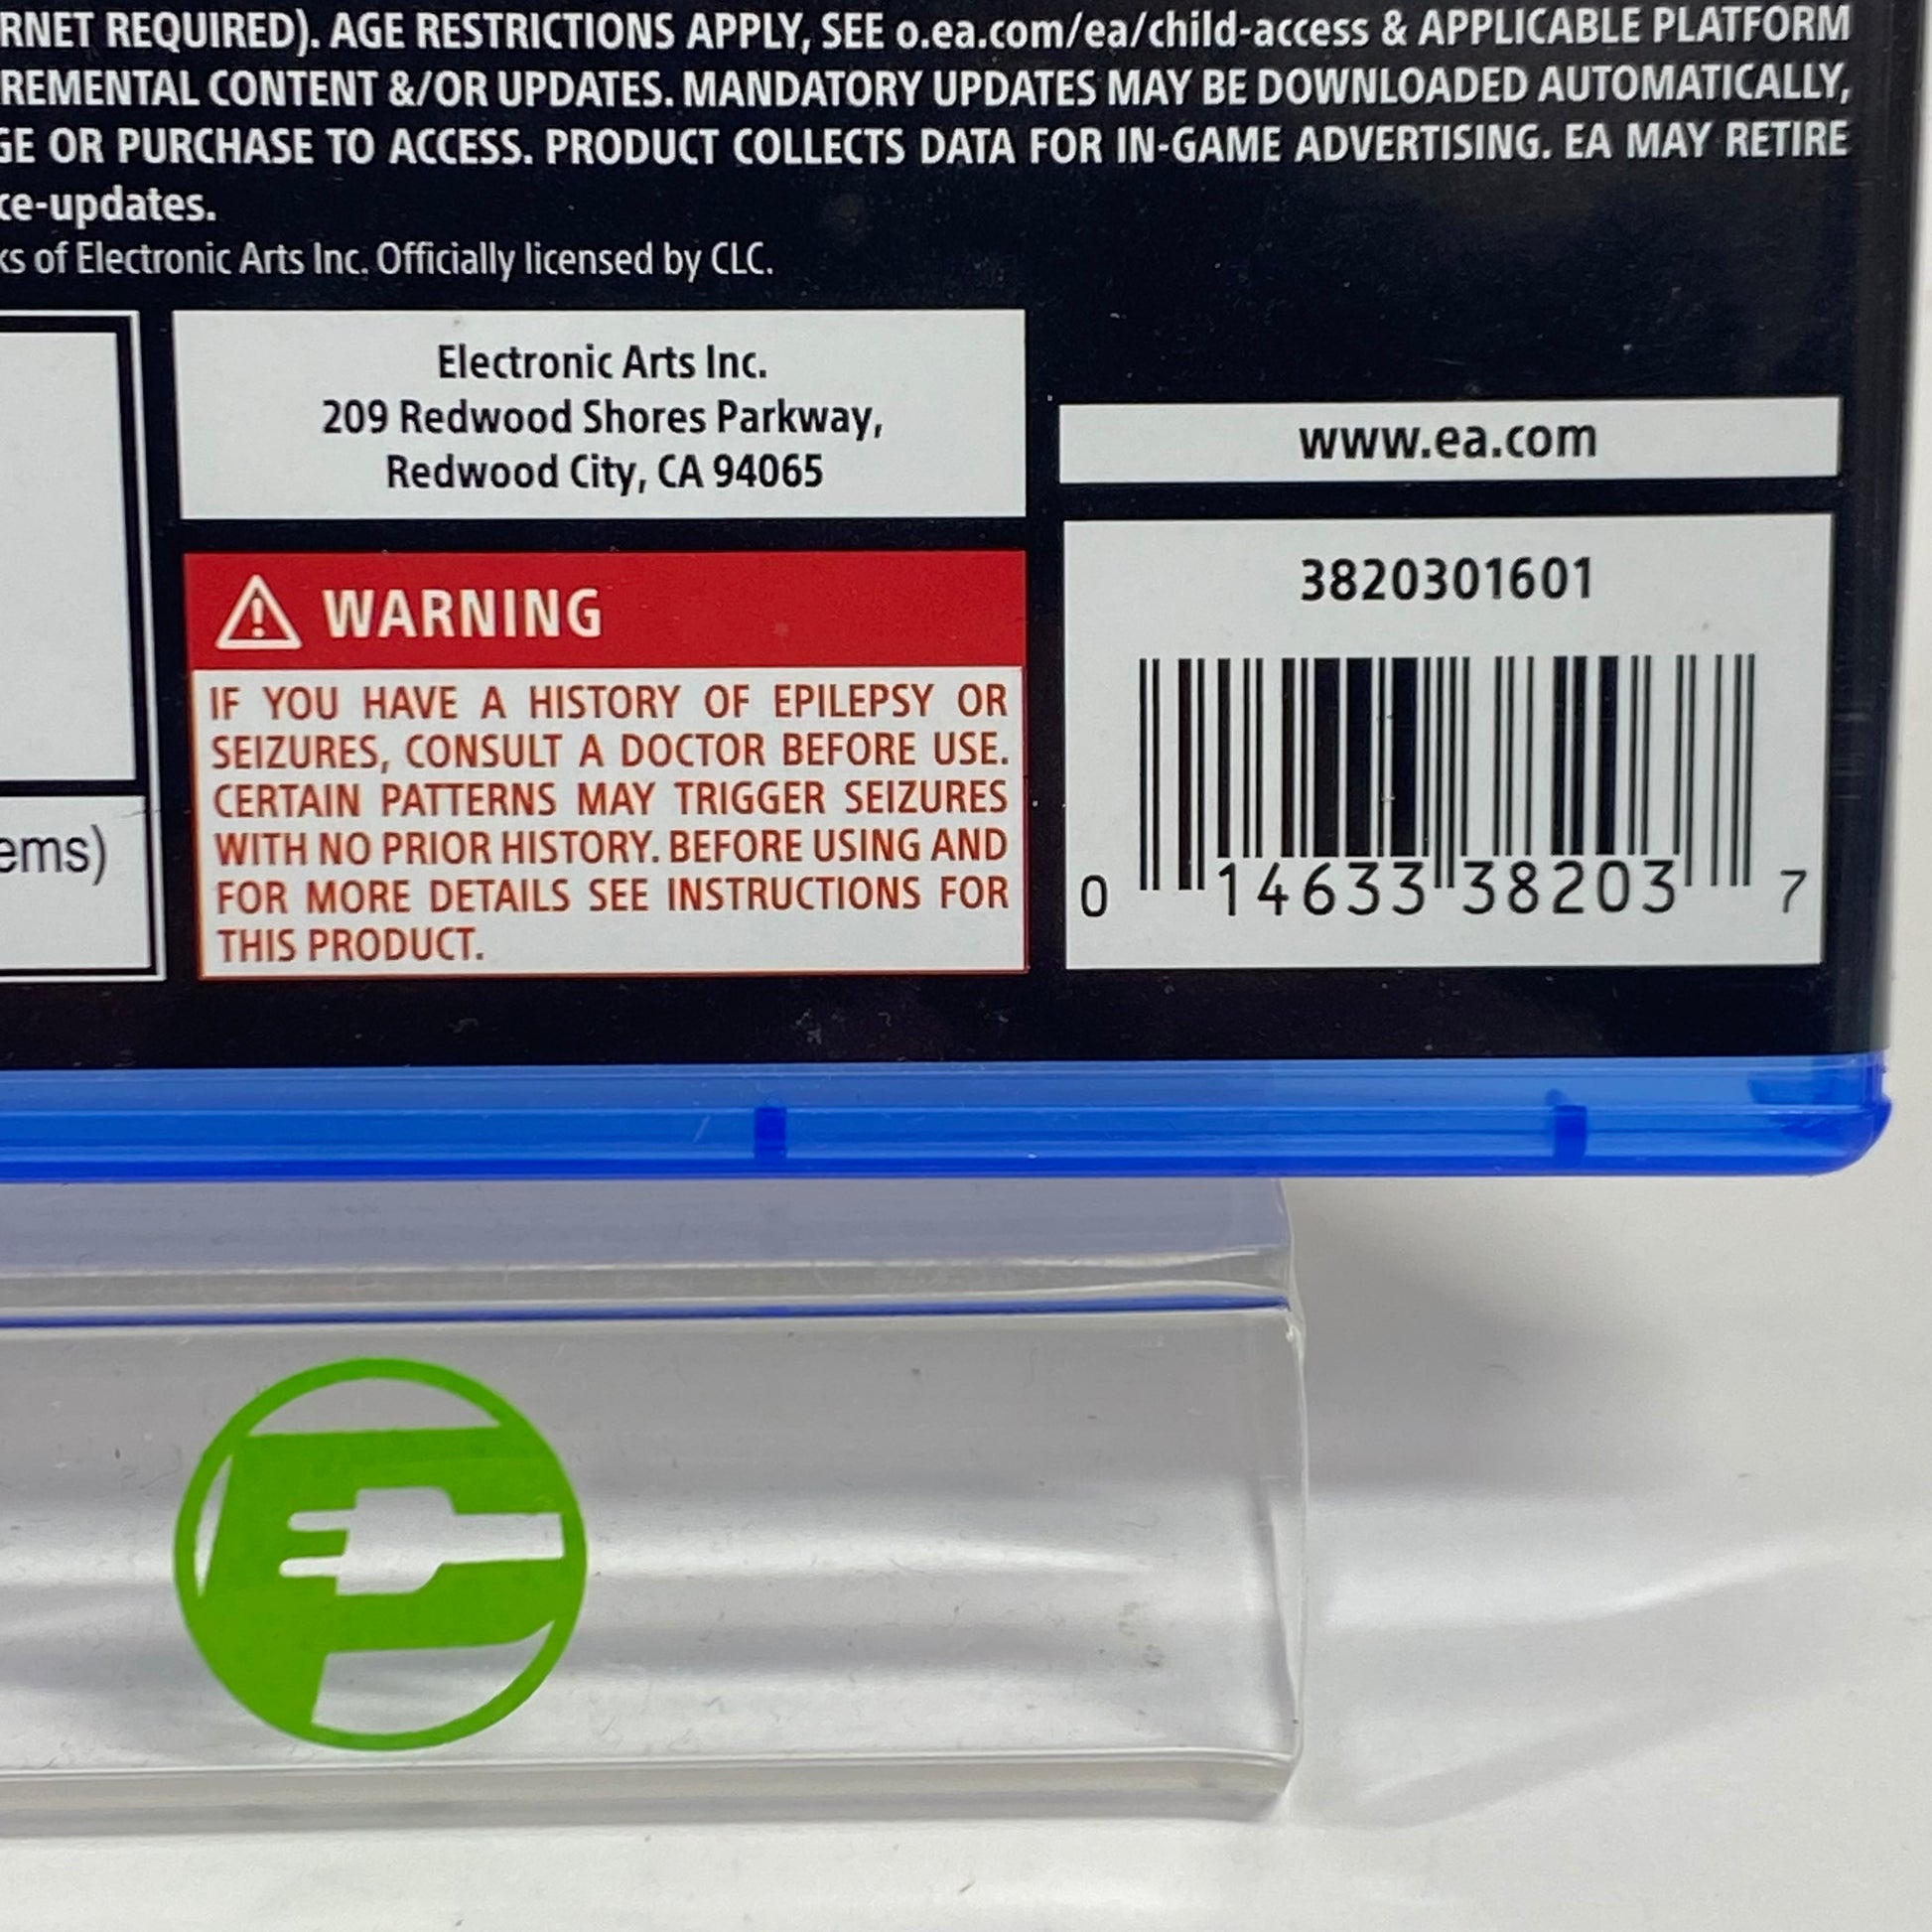 RNET REQUIRED). AGE RESTRICTIONS APPLY, SEE o.ea.com/ea/child-access & APPLICABLE PLATFORM
REMENTAL CONTENT &/OR UPDATES. MANDATORY UPDATES MAY BE DOWNLOADED AUTOMATICALLY,
GE OR PURCHASE TO ACCESS. PRODUCT COLLECTS DATA FOR IN-GAME ADVERTISING. EA MAY RETIRE
ce-updates.
ks of Electronic Arts Inc. Officially licensed by CLC.
Electronic Arts Inc.
209 Redwood Shores Parkway,
Redwood City, CA 94065
www.ea.com
WARNING
IF YOU HAVE A HISTORY OF EPILEPSY OR
SEIZURES, CONSULT A DOCTOR BEFORE USE.
CERTAIN PATTERNS MAY TRIGGER SEIZURES
WITH NO PRIOR HISTORY. BEFORE USING AND
FOR MORE DETAILS SEE INSTRUCTIONS FOR
THIS PRODUCT.
3820301601
0 14633 38203 7
ems)